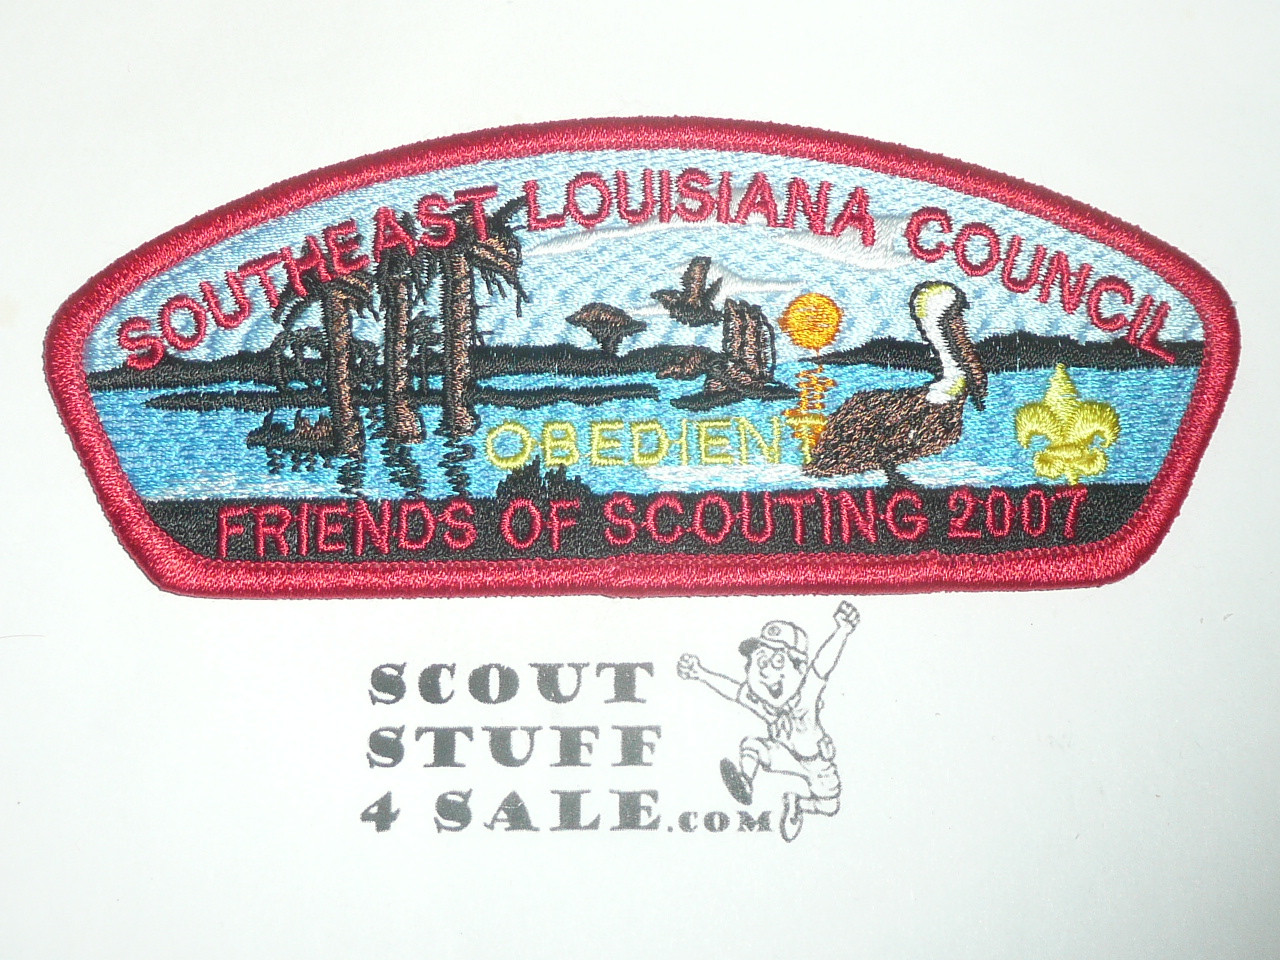 SOUTHEAST LOUISIANA COUNCIL
OBEDIENT
FRIENDS OF SCOUTING 2007
SCOUT
STUFF
4 SALE.COM